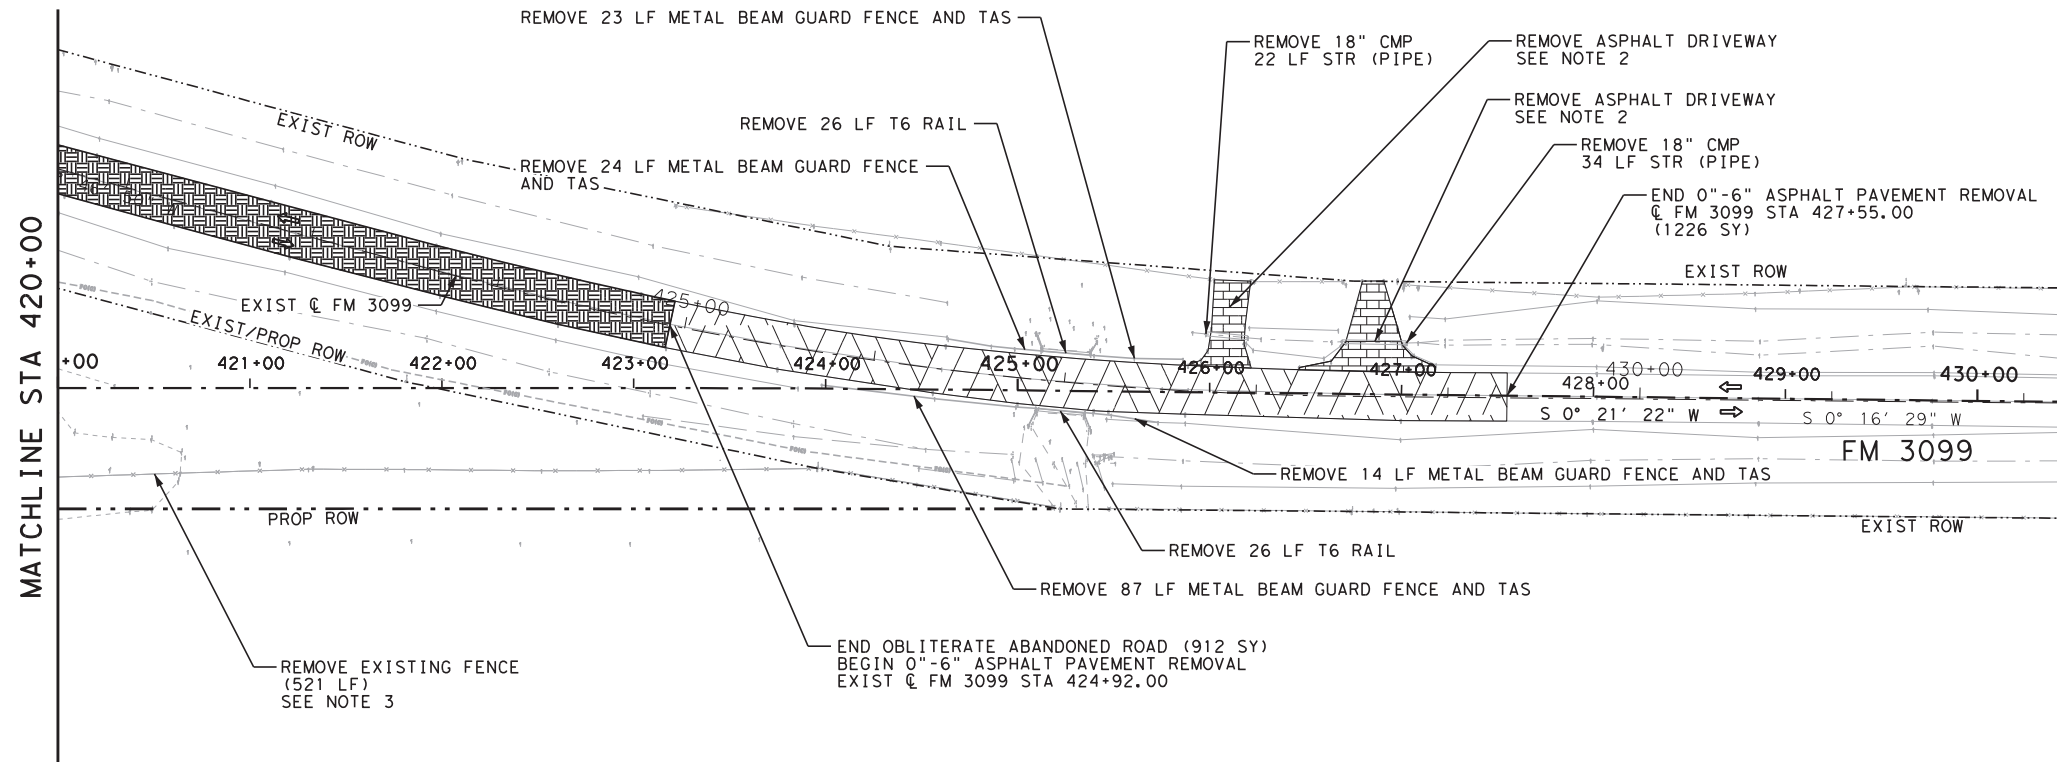 REMOVE 23 LF METAL BEAM GUARD FENCE AND TAS
REMOVE 18" CMP
22 LF STR (PIPE)
REMOVE ASPHALT DRIVEWAY
SEE NOTE 2
REMOVE ASPHALT DRIVEWAY
SEE NOTE 2
EXIST ROW
REMOVE 26 LF T6 RAIL
REMOVE 18" CMP
34 LF STR (PIPE)
REMOVE 24 LF METAL BEAM GUARD FENCE
AND TAS
END 0"-6" ASPHALT PAVEMENT REMOVAL
℄ FM 3099 STA 427+55.00
(1226 SY)
MATCHLINE STA 420+00
EXIST ROW
EXIST ℄ FM 3099
425+00
EXIST/PROP ROW
+00
421+00
422+00
423+00
424+00
425+00
426+00
427+00
428+00
430+00
429+00
430+00
S 0° 21' 22" W
S 0° 16' 29" W
FM 3099
REMOVE 14 LF METAL BEAM GUARD FENCE AND TAS
PROP ROW
EXIST ROW
REMOVE 26 LF T6 RAIL
REMOVE 87 LF METAL BEAM GUARD FENCE AND TAS
END OBLITERATE ABANDONED ROAD (912 SY)
BEGIN 0"-6" ASPHALT PAVEMENT REMOVAL
EXIST ℄ FM 3099 STA 424+92.00
REMOVE EXISTING FENCE
(521 LF)
SEE NOTE 3